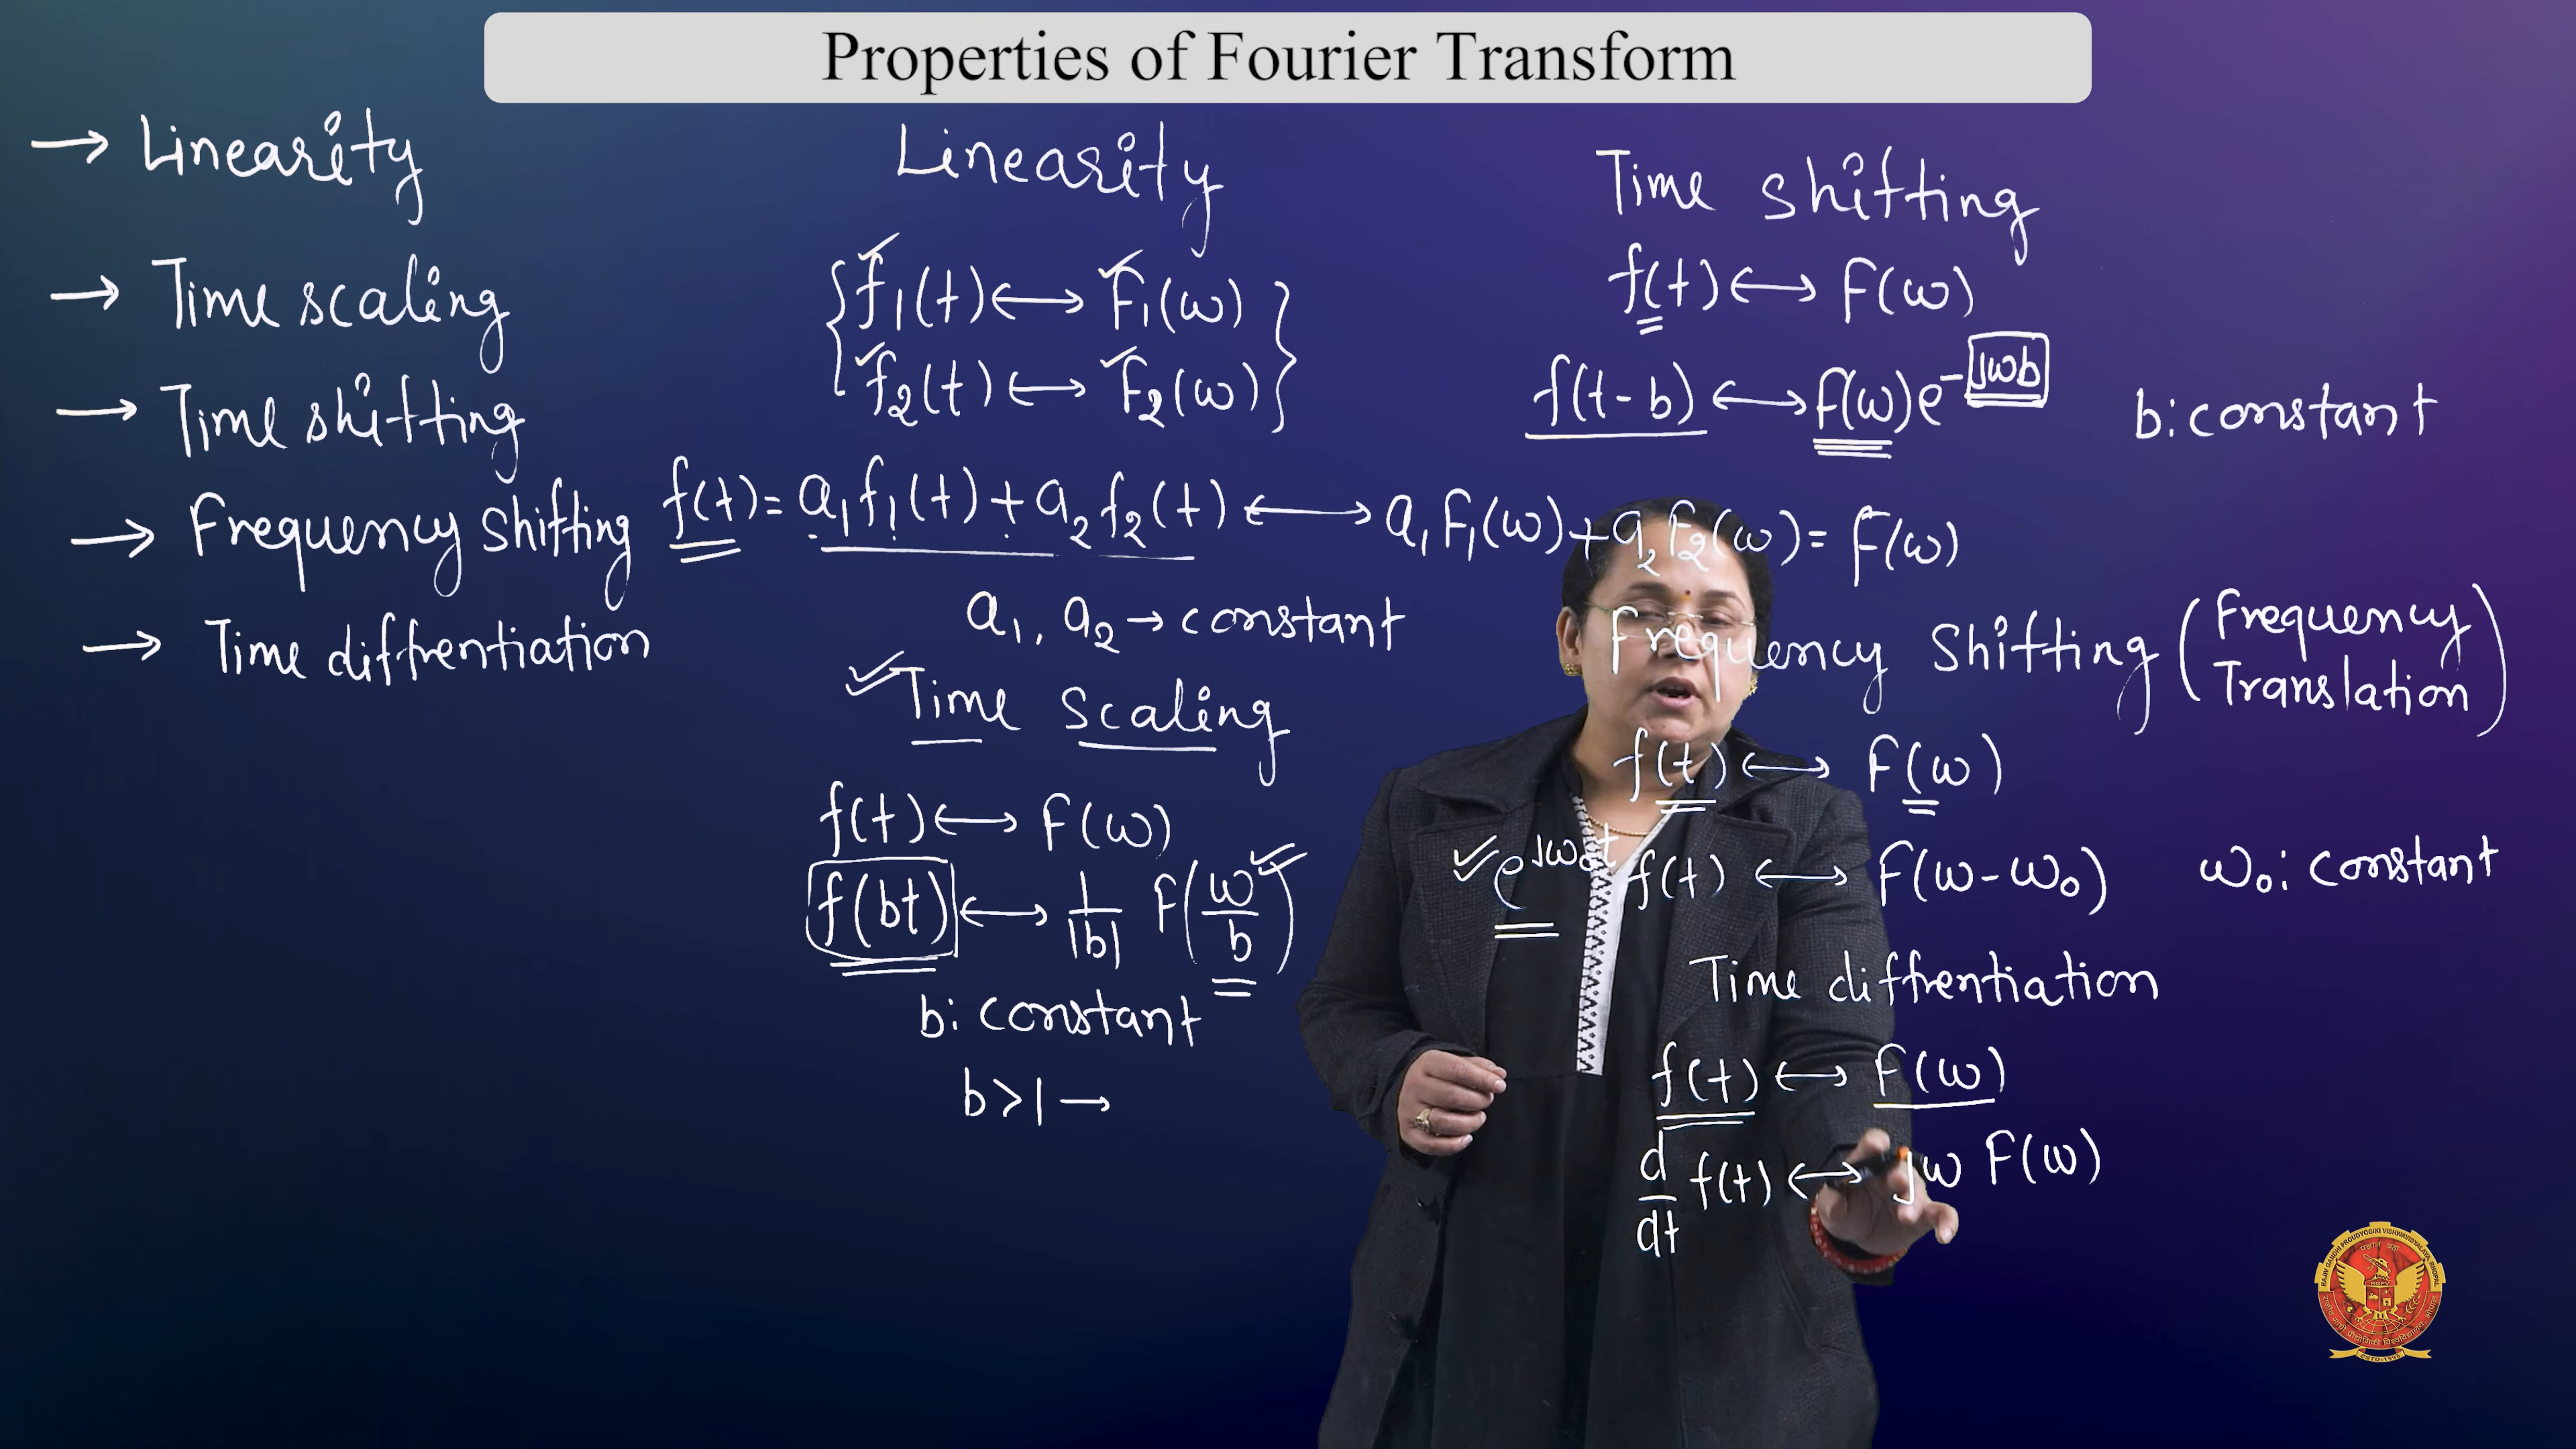 Properties of Fourier Transform
→ Linearity
→ Time scaling
→ Time shifting
→ Frequency Shifting
→ Time diffrentiation
Linearity
{ f₁(t) ⟷ F₁(ω)
f₂(t) ⟷ F₂(ω) }
f(t) = a₁f₁(t) + a₂f₂(t) ⟷ a₁F₁(ω) + a₂F₂(ω) = F(ω)
a₁, a₂ → constant
Time scaling
f(t) ⟷ F(ω)
f(bt) ⟷ 1/|b| F(ω/b)
b: constant
b > 1 →
Time shifting
f(t) ⟷ F(ω)
f(t-b) ⟷ F(ω)e^-jωb b: constant
Frequency Shifting (Frequency Translation)
f(t) ⟷ F(ω)
e^jω₀t f(t) ⟷ F(ω-ω₀) ω₀: constant
Time diffrentiation
f(t) ⟷ F(ω)
d/dt f(t) ⟷ jω F(ω)